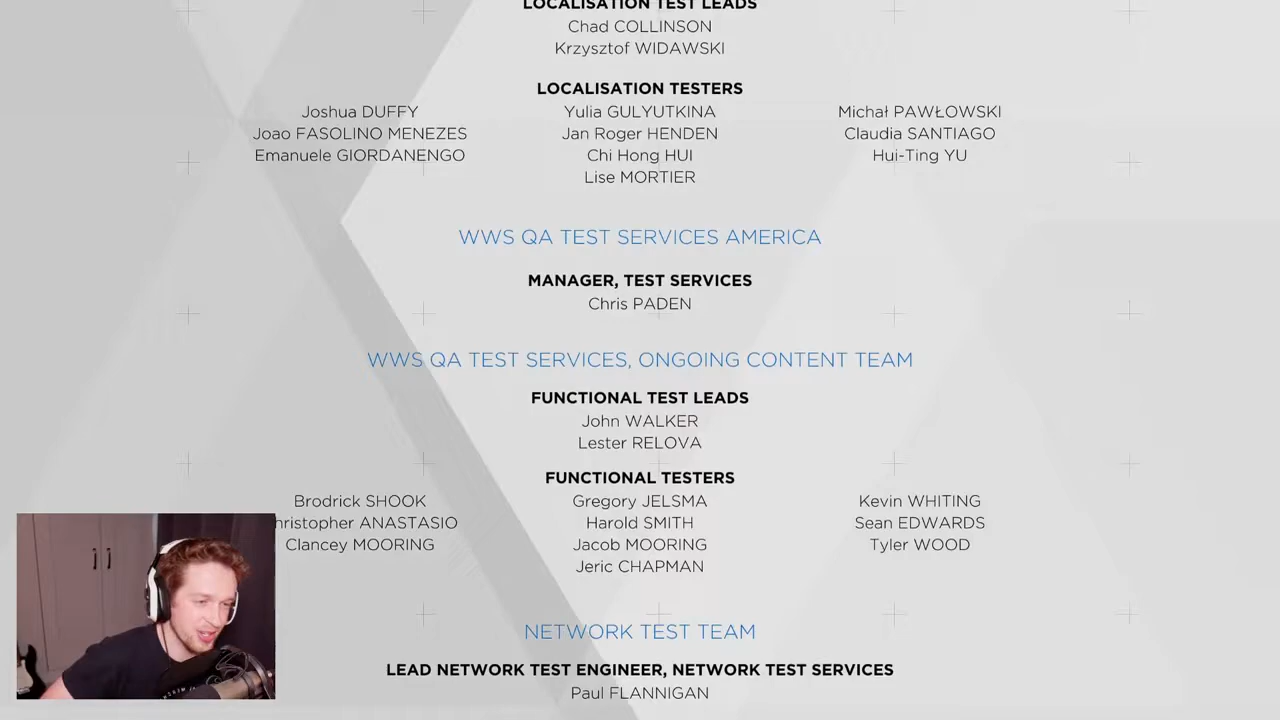 LOCALISATION TEST LEADS
Chad COLLINSON
Krzysztof WIDAWSKI
LOCALISATION TESTERS
Joshua DUFFY Yulia GULYUTKINA Michał PAWŁOWSKI
Joao FASOLINO MENEZES Jan Roger HENDEN Claudia SANTIAGO
Emanuele GIORDANENGO Chi Hong HUI Hui-Ting YU
Lise MORTIER
WWS QA TEST SERVICES AMERICA
MANAGER, TEST SERVICES
Chris PADEN
WWS QA TEST SERVICES, ONGOING CONTENT TEAM
FUNCTIONAL TEST LEADS
John WALKER
Lester RELOVA
FUNCTIONAL TESTERS
Brodrick SHOOK Gregory JELSMA Kevin WHITING
hristopher ANASTASIO Harold SMITH Sean EDWARDS
Clancey MOORING Jacob MOORING Tyler WOOD
Jeric CHAPMAN
NETWORK TEST TEAM
LEAD NETWORK TEST ENGINEER, NETWORK TEST SERVICES
Paul FLANNIGAN